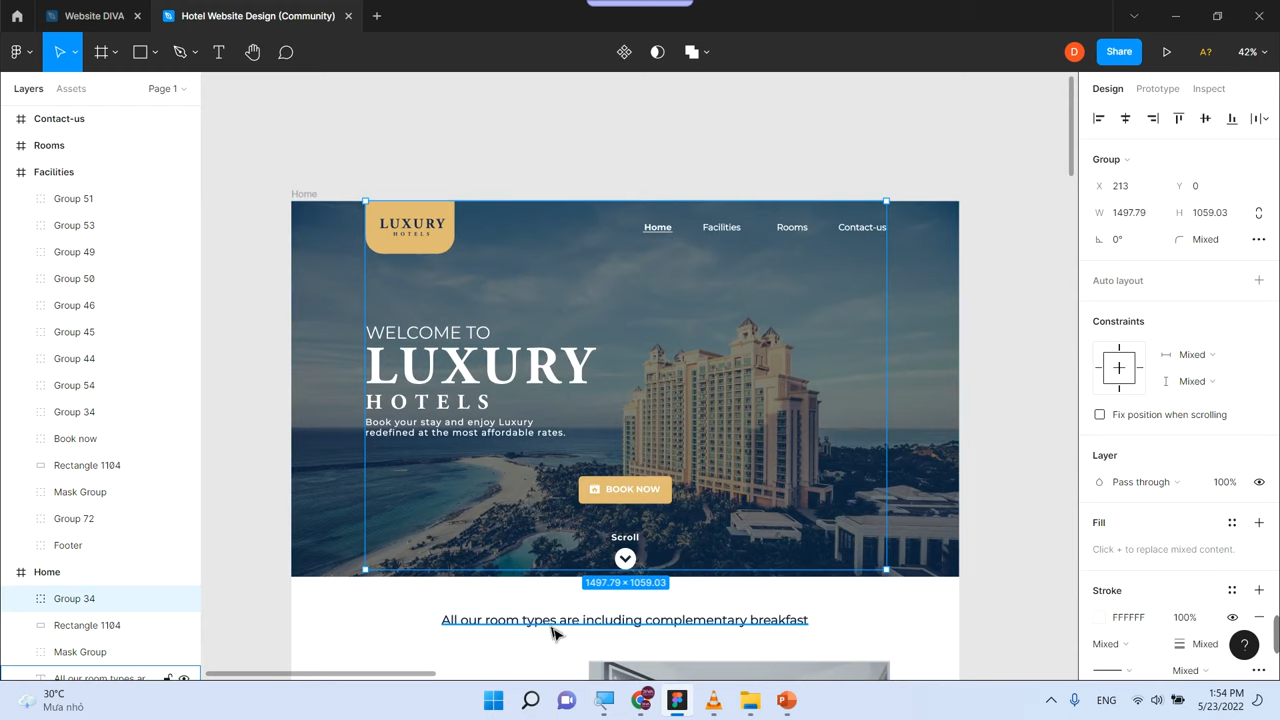 Website DIVA
Hotel Website Design (Community)
Share
A?
42%
Layers
Assets
Page 1
Contact-us
Rooms
Facilities
Group 51
Group 53
Group 49
Group 50
Group 46
Group 45
Group 44
Group 54
Group 34
Book now
Rectangle 1104
Mask Group
Group 72
Footer
Home
Group 34
Rectangle 1104
Mask Group
All our room types ar
Home
LUXURY
HOTELS
Home
Facilities
Rooms
Contact-us
WELCOME TO
LUXURY
HOTELS
Book your stay and enjoy Luxury
redefined at the most affordable rates.
BOOK NOW
Scroll
1497.79 × 1059.03
All our room types are including complementary breakfast
D
Design
Prototype
Inspect
Group
X 213
Y 0
W 1497.79
H 1059.03
0°
Mixed
Auto layout
Constraints
Mixed
Mixed
Fix position when scrolling
Layer
Pass through
100%
Fill
Click + to replace mixed content.
Stroke
FFFFFF
100%
Mixed
Mixed
Mixed
?
30°C
Mưa nhỏ
ENG
1:54 PM
5/23/2022